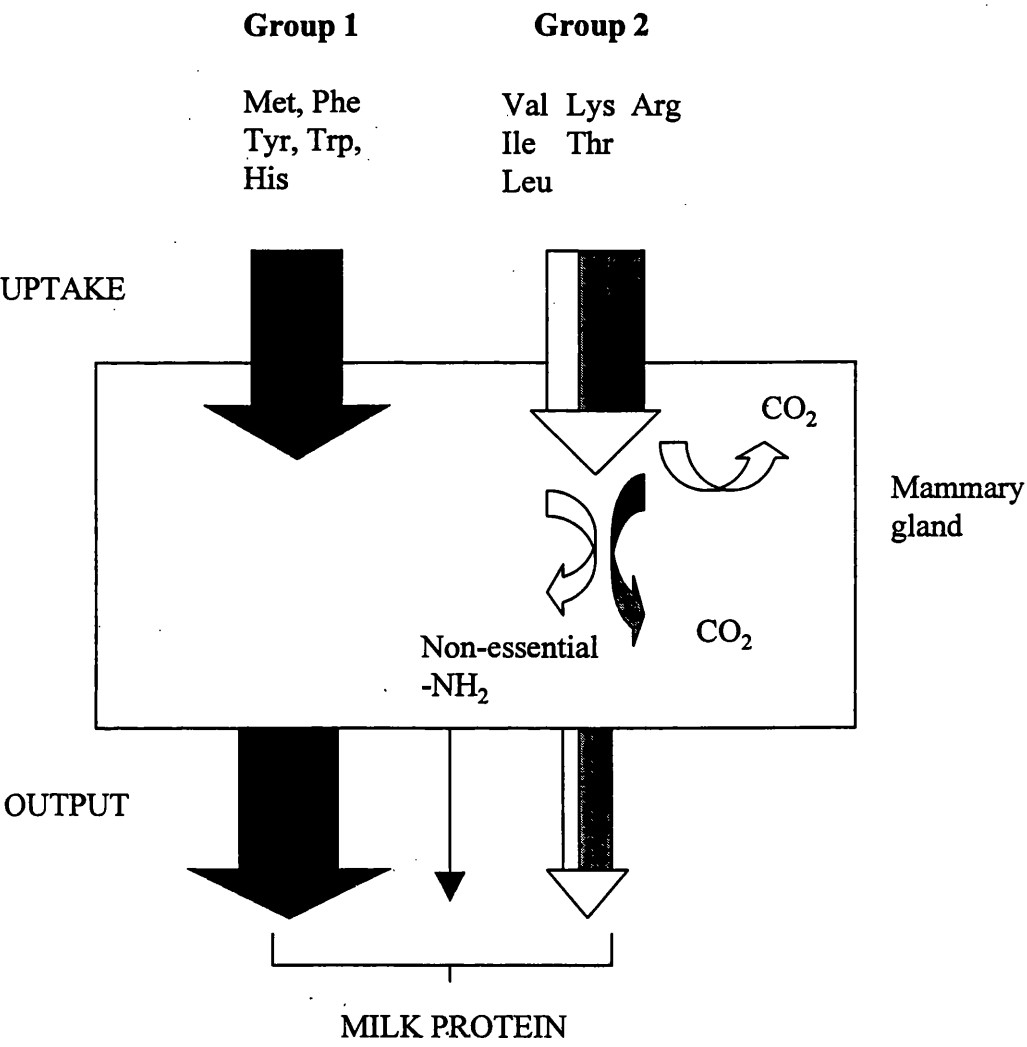 Group 1
Group 2
Met, Phe
Tyr, Trp,
His
Val Lys Arg
Ile Thr
Leu
UPTAKE
CO₂
Mammary
gland
CO₂
Non-essential
-NH₂
OUTPUT
MILK PROTEIN